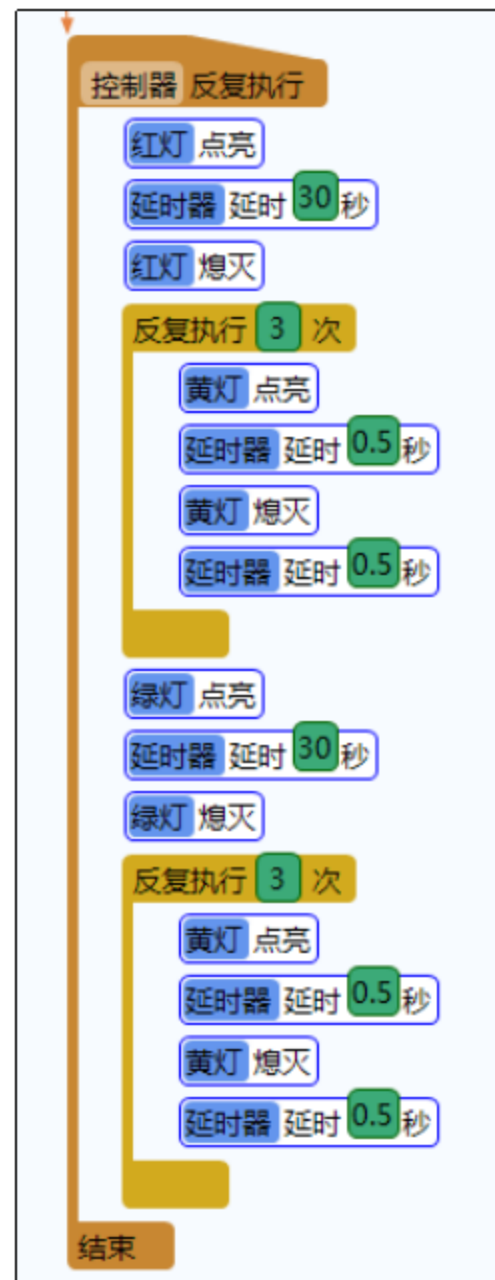 控制器 反复执行
红灯 点亮
延时器 延时 30 秒
红灯 熄灭
反复执行 3 次
黄灯 点亮
延时器 延时 0.5 秒
黄灯 熄灭
延时器 延时 0.5 秒
绿灯 点亮
延时器 延时 30 秒
绿灯 熄灭
反复执行 3 次
黄灯 点亮
延时器 延时 0.5 秒
黄灯 熄灭
延时器 延时 0.5 秒
结束